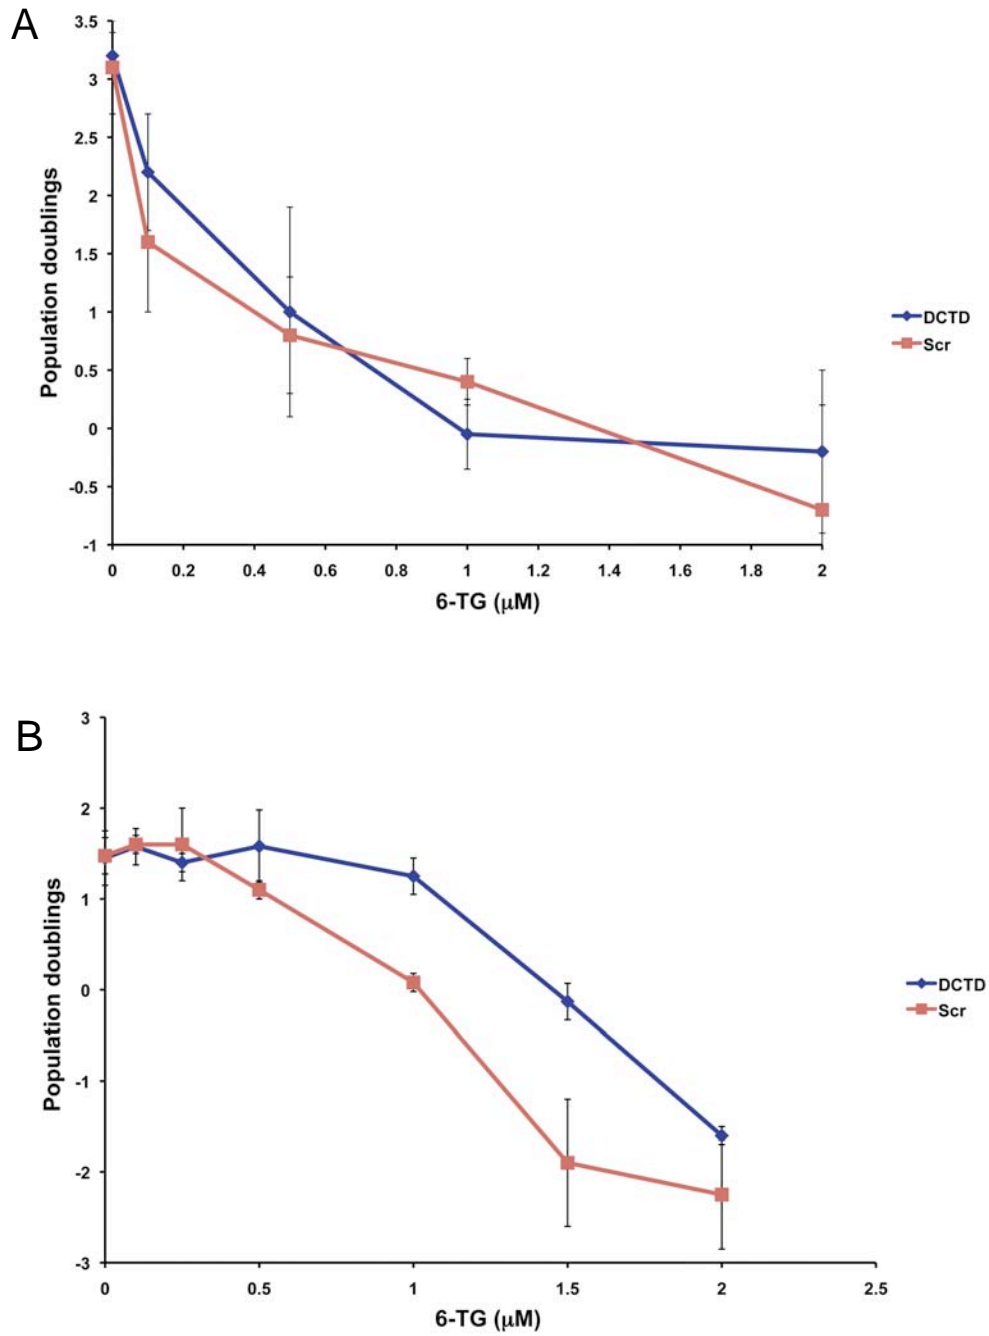 A
3.5
3
2.5
2
1.5
1
0.5
0
-0.5
-1
Population doublings
0 0.2 0.4 0.6 0.8 1 1.2 1.4 1.6 1.8 2
6-TG (μM)
DCTD
Scr
B
3
2
1
0
-1
-2
-3
Population doublings
0 0.5 1 1.5 2 2.5
6-TG (μM)
DCTD
Scr